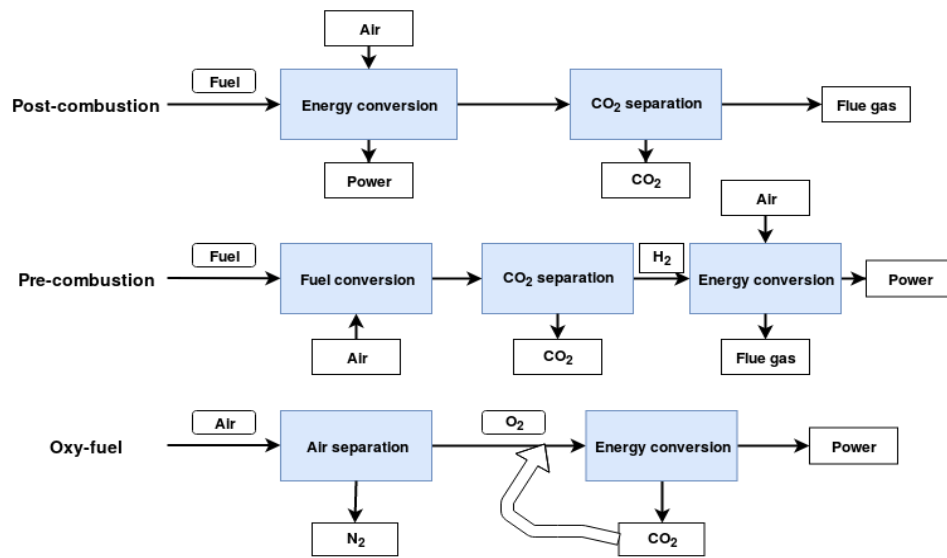 Air
Fuel
Post-combustion
Energy conversion
CO₂ separation
Flue gas
Power
CO₂
Air
Fuel
H₂
Pre-combustion
Fuel conversion
CO₂ separation
Energy conversion
Power
Air
CO₂
Flue gas
Air
O₂
Oxy-fuel
Air separation
Energy conversion
Power
N₂
CO₂